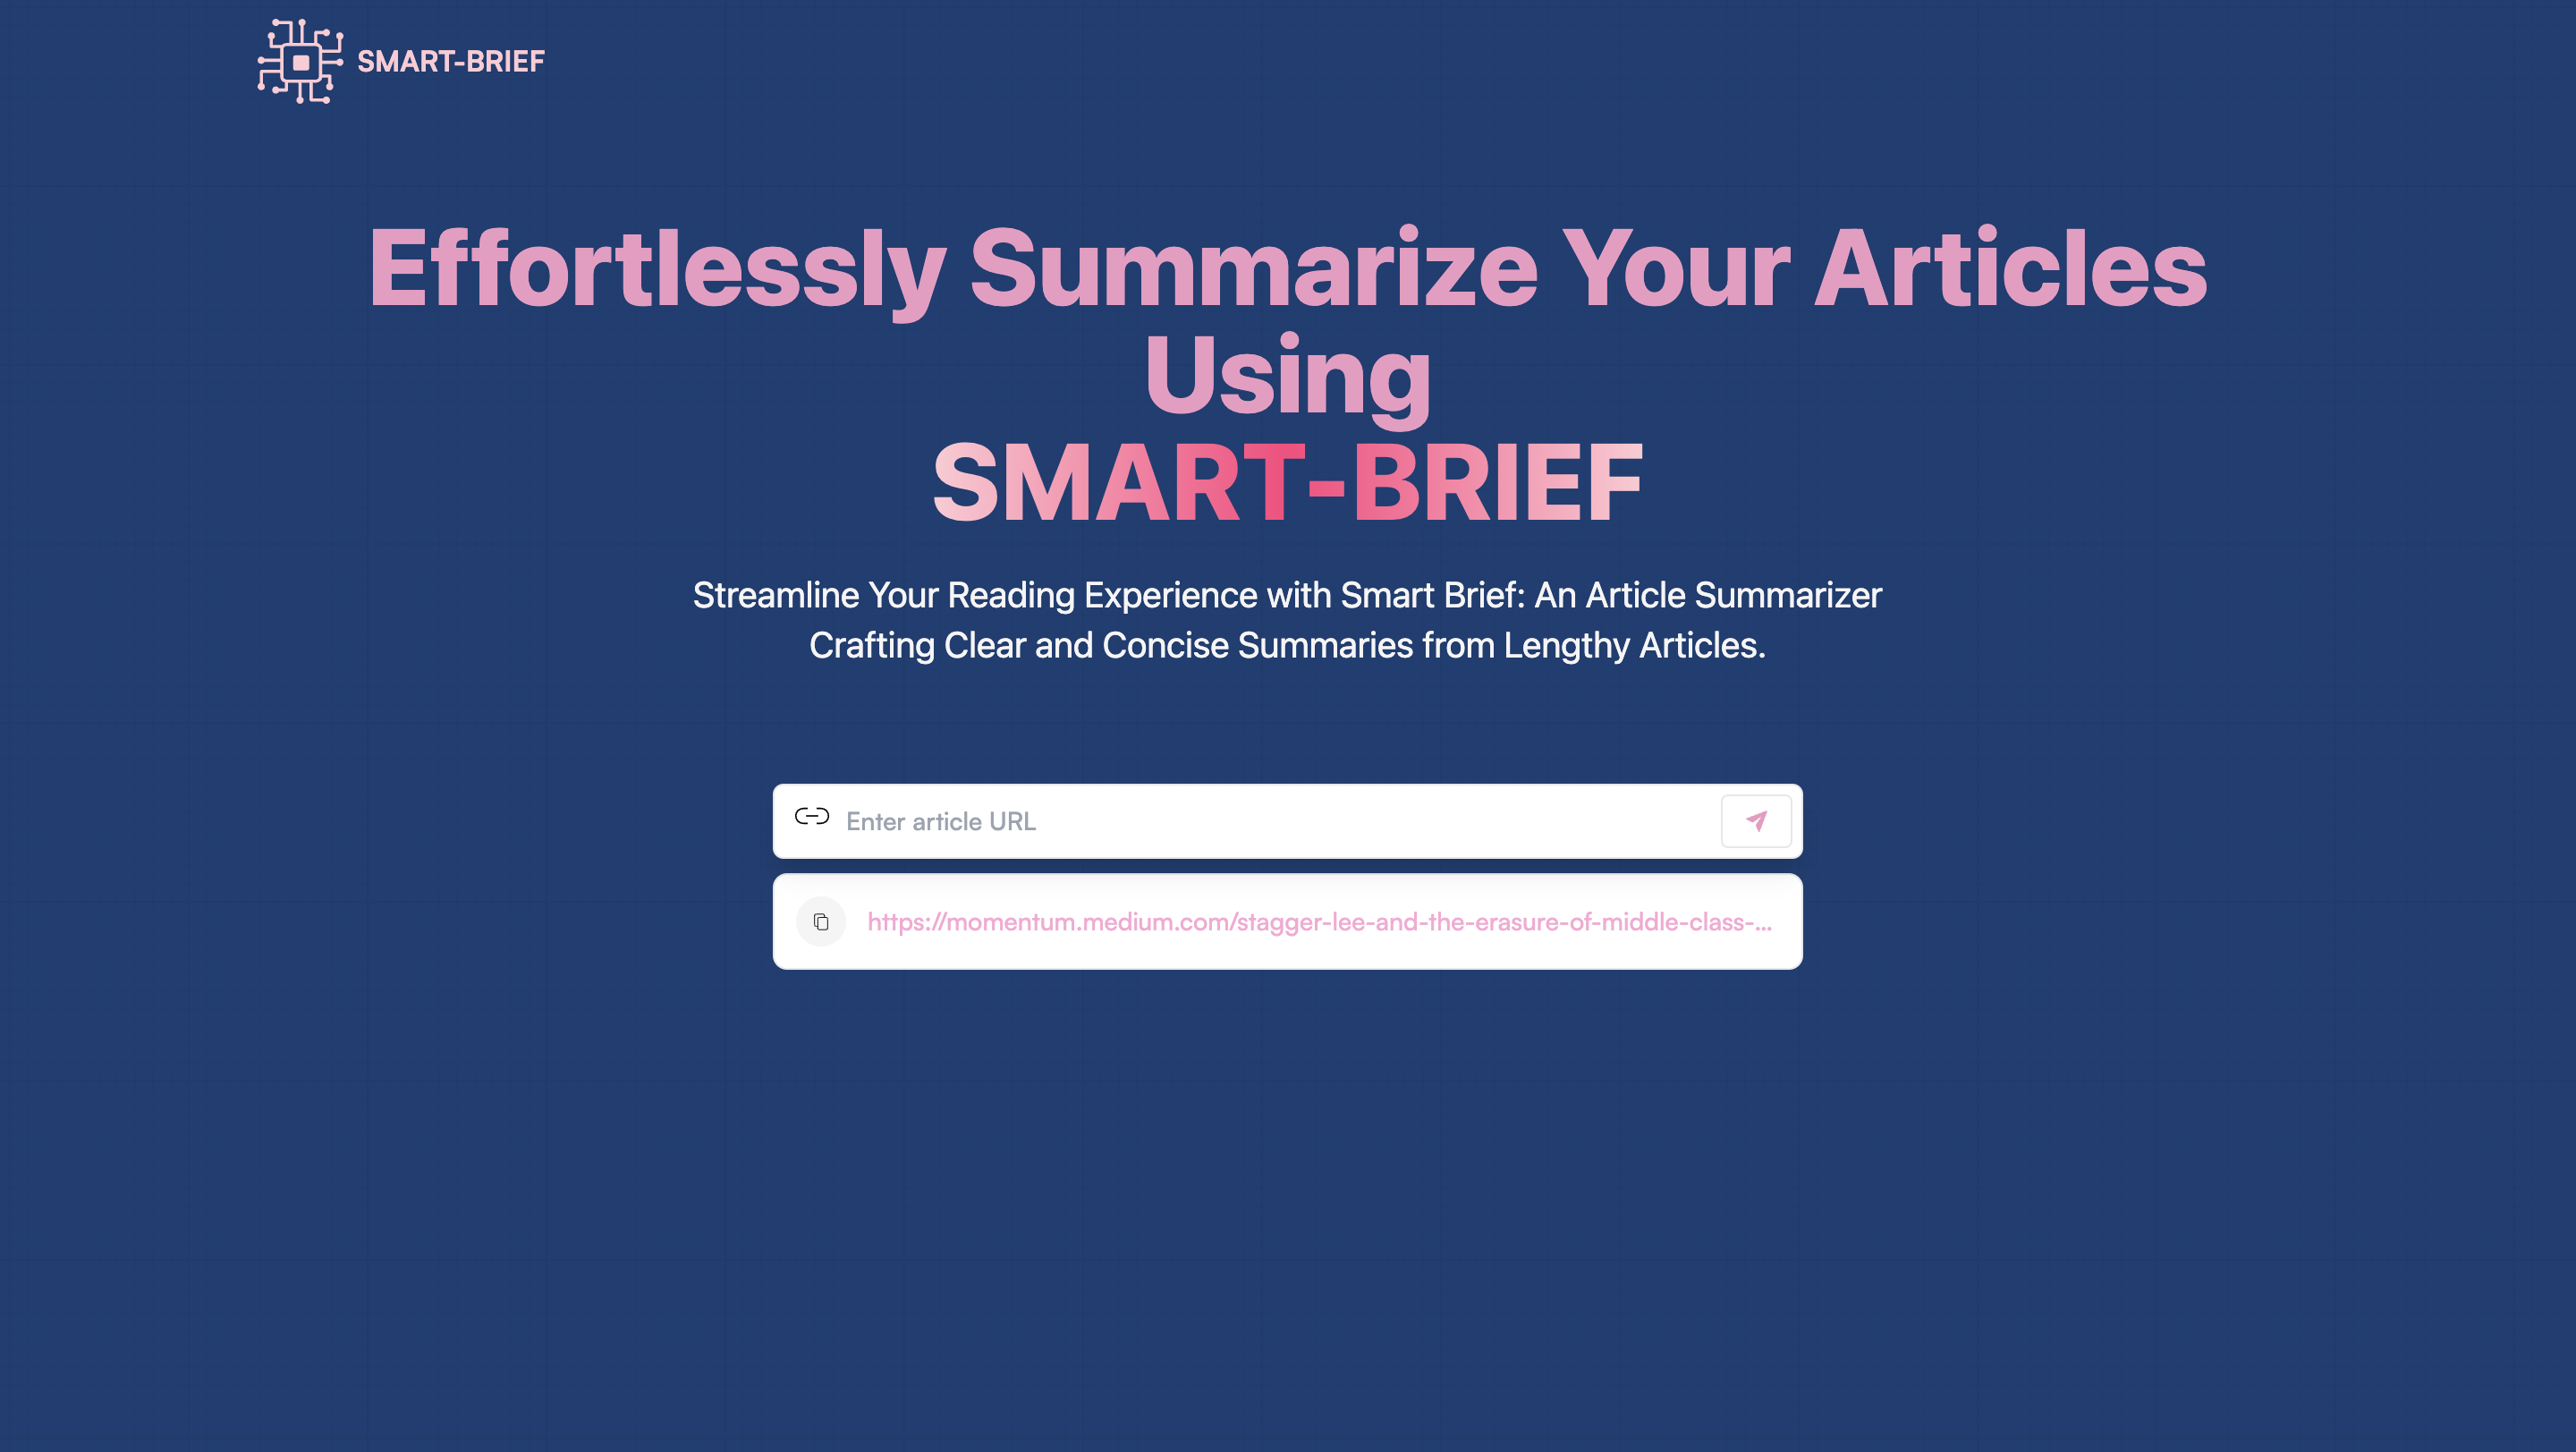 SMART-BRIEF
Effortlessly Summarize Your Articles
Using
SMART-BRIEF
Streamline Your Reading Experience with Smart Brief: An Article Summarizer
Crafting Clear and Concise Summaries from Lengthy Articles.
Enter article URL
https://momentum.medium.com/stagger-lee-and-the-erasure-of-middle-class-...